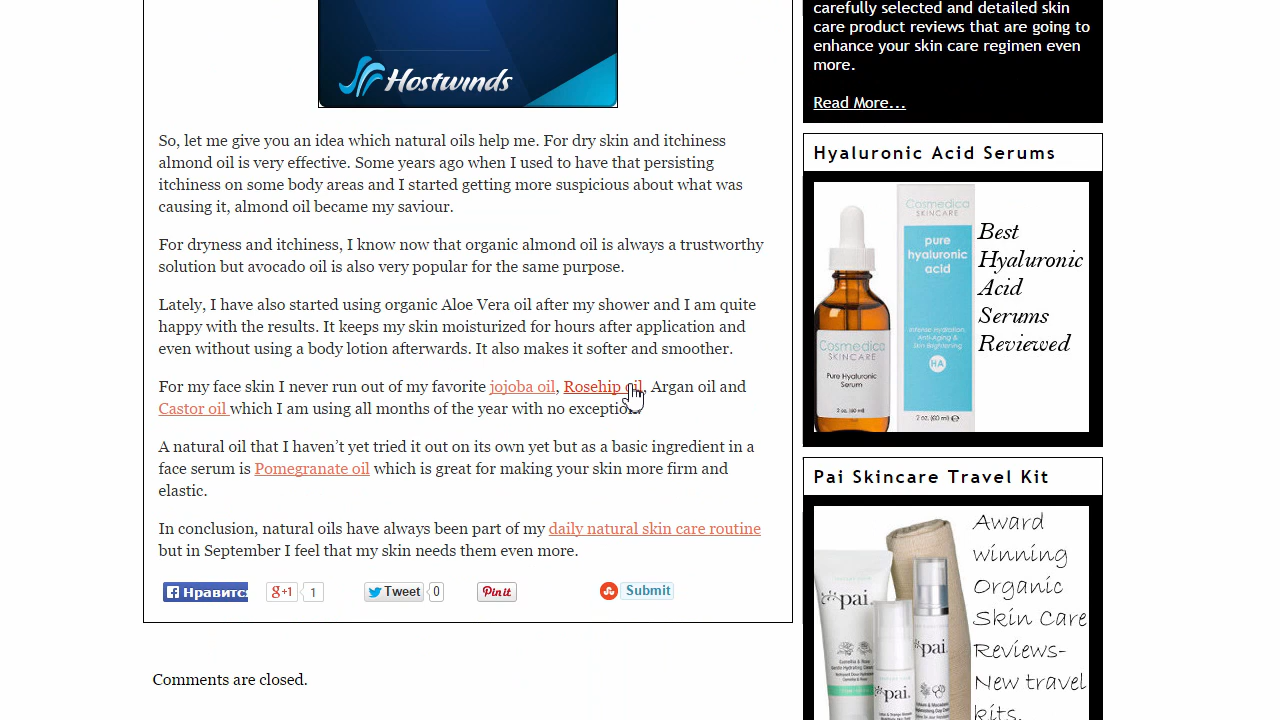 Hostwinds
So, let me give you an idea which natural oils help me. For dry skin and itchiness
almond oil is very effective. Some years ago when I used to have that persisting
itchiness on some body areas and I started getting more suspicious about what was
causing it, almond oil became my saviour.
For dryness and itchiness, I know now that organic almond oil is always a trustworthy
solution but avocado oil is also very popular for the same purpose.
Lately, I have also started using organic Aloe Vera oil after my shower and I am quite
happy with the results. It keeps my skin moisturized for hours after application and
even without using a body lotion afterwards. It also makes it softer and smoother.
For my face skin I never run out of my favorite jojoba oil, Rosehip oil, Argan oil and
Castor oil which I am using all months of the year with no exception.
A natural oil that I haven’t yet tried it out on its own yet but as a basic ingredient in a
face serum is Pomegranate oil which is great for making your skin more firm and
elastic.
In conclusion, natural oils have always been part of my daily natural skin care routine
but in September I feel that my skin needs them even more.
Нравится
g+1 1
Tweet 0
Pin it
Submit
Comments are closed.
carefully selected and detailed skin
care product reviews that are going to
enhance your skin care regimen even
more.
Read More...
Hyaluronic Acid Serums
Cosmedica
SKINCARE
pure
hyaluronic
acid
Intense Hydration,
Anti-Aging &
Skin Brightening
HA
2 oz. (60 ml)
Cosmedica
SKINCARE
Pure Hyaluronic
Serum
2 oz. (60 ml)
Best
Hyaluronic
Acid
Serums
Reviewed
Pai Skincare Travel Kit
pai.
pai.
pai.
Award
winning
Organic
Skin Care
Reviews-
New travel
kits.